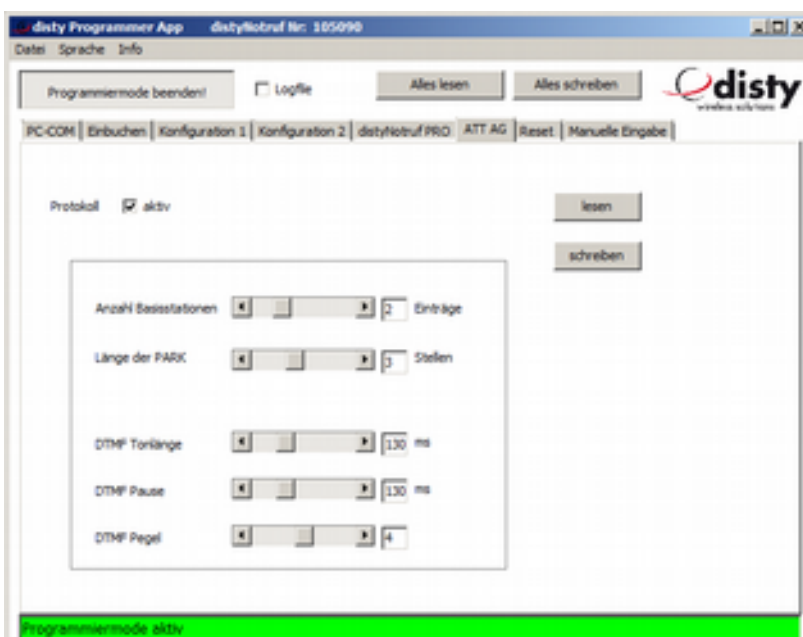 disty Programmer App distyNotruf Nr: 105090
Datei Sprache Info
Programmiermode beenden! Logfile Alles lesen Alles schreiben
disty
wireless solutions
PC-COM Einbuchen Konfiguration 1 Konfiguration 2 distyNotruf PRO ATT AG Reset Manuelle Eingabe
Protokoll aktiv lesen
schreiben
Anzahl Basisstationen 2 Einträge
Länge der PARK 3 Stellen
DTMF Tonlänge 130 ms
DTMF Pause 130 ms
DTMF Pegel 4
Programmiermode aktiv